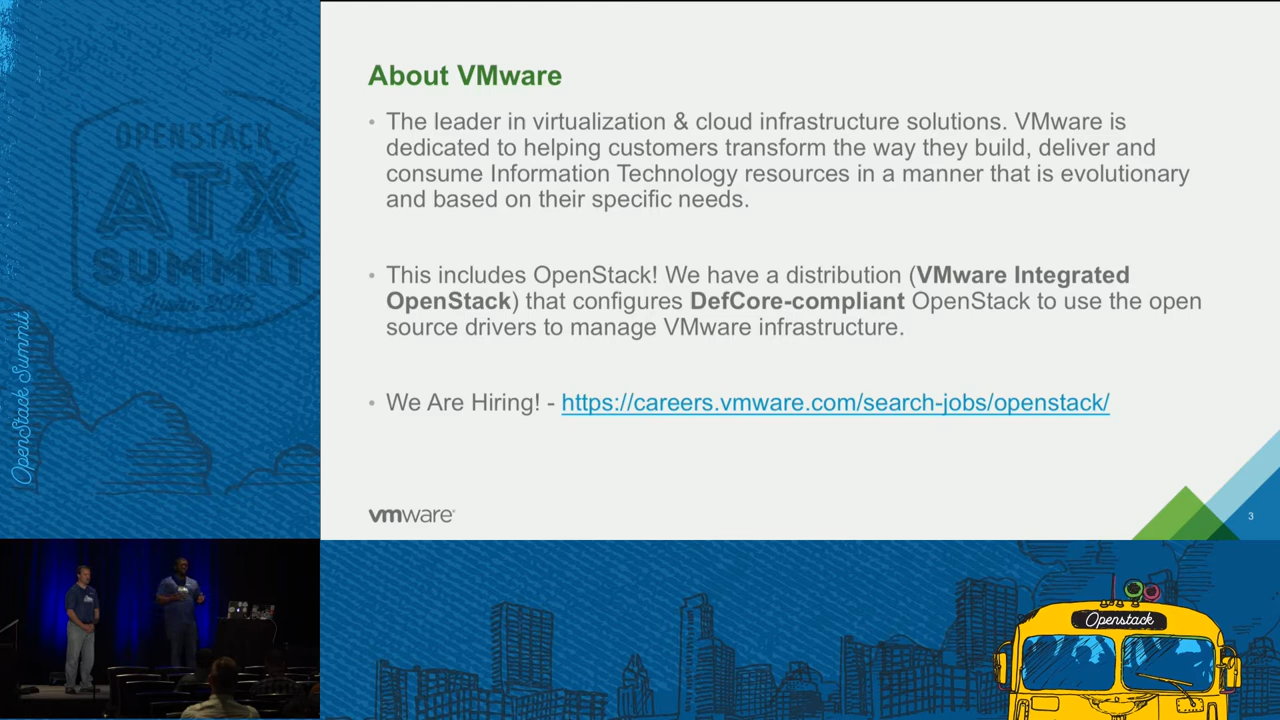 About VMware
• The leader in virtualization & cloud infrastructure solutions. VMware is
dedicated to helping customers transform the way they build, deliver and
consume Information Technology resources in a manner that is evolutionary
and based on their specific needs.
• This includes OpenStack! We have a distribution (VMware Integrated
OpenStack) that configures DefCore-compliant OpenStack to use the open
source drivers to manage VMware infrastructure.
• We Are Hiring! - https://careers.vmware.com/search-jobs/openstack/
vmware
3
OPENSTACK
ATX
SUMMIT
OpenStack Summit
Openstack